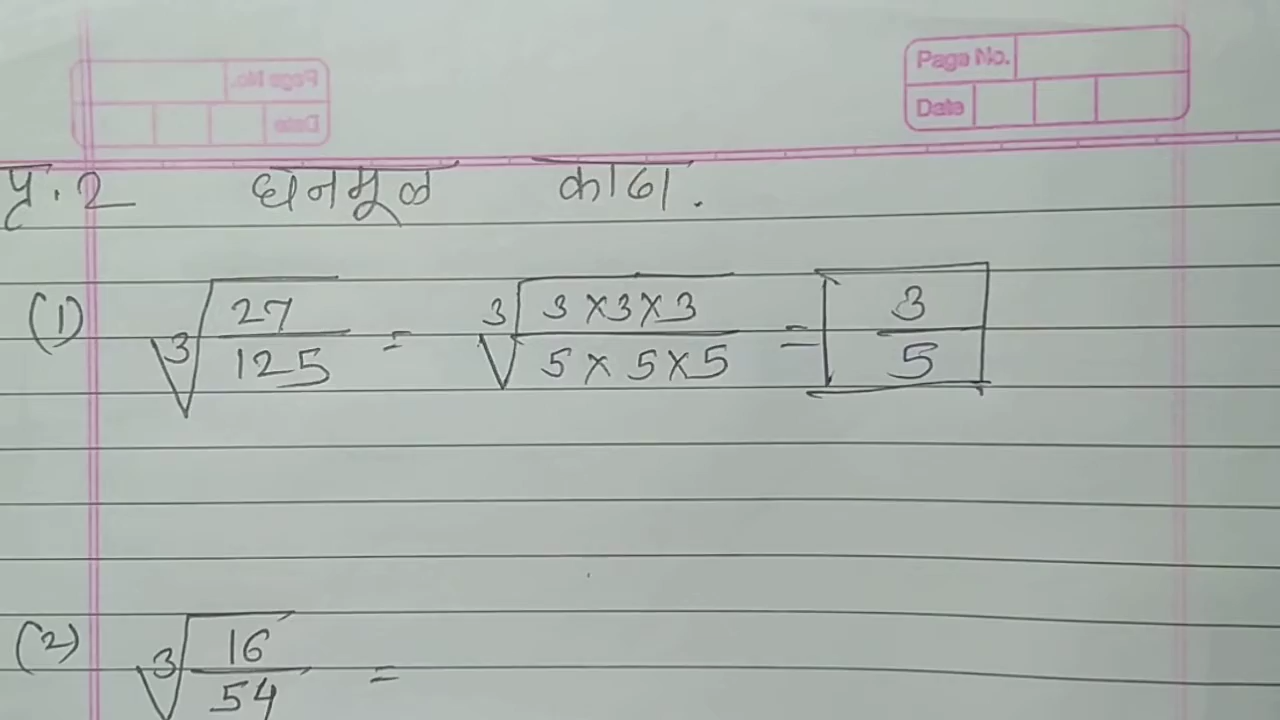 Page No.
Date
प्र.2 घनमूळ काढा.
(1) ∛(27/125) = ∛(3×3×3/5×5×5) = 3/5
(2) ∛(16/54) =